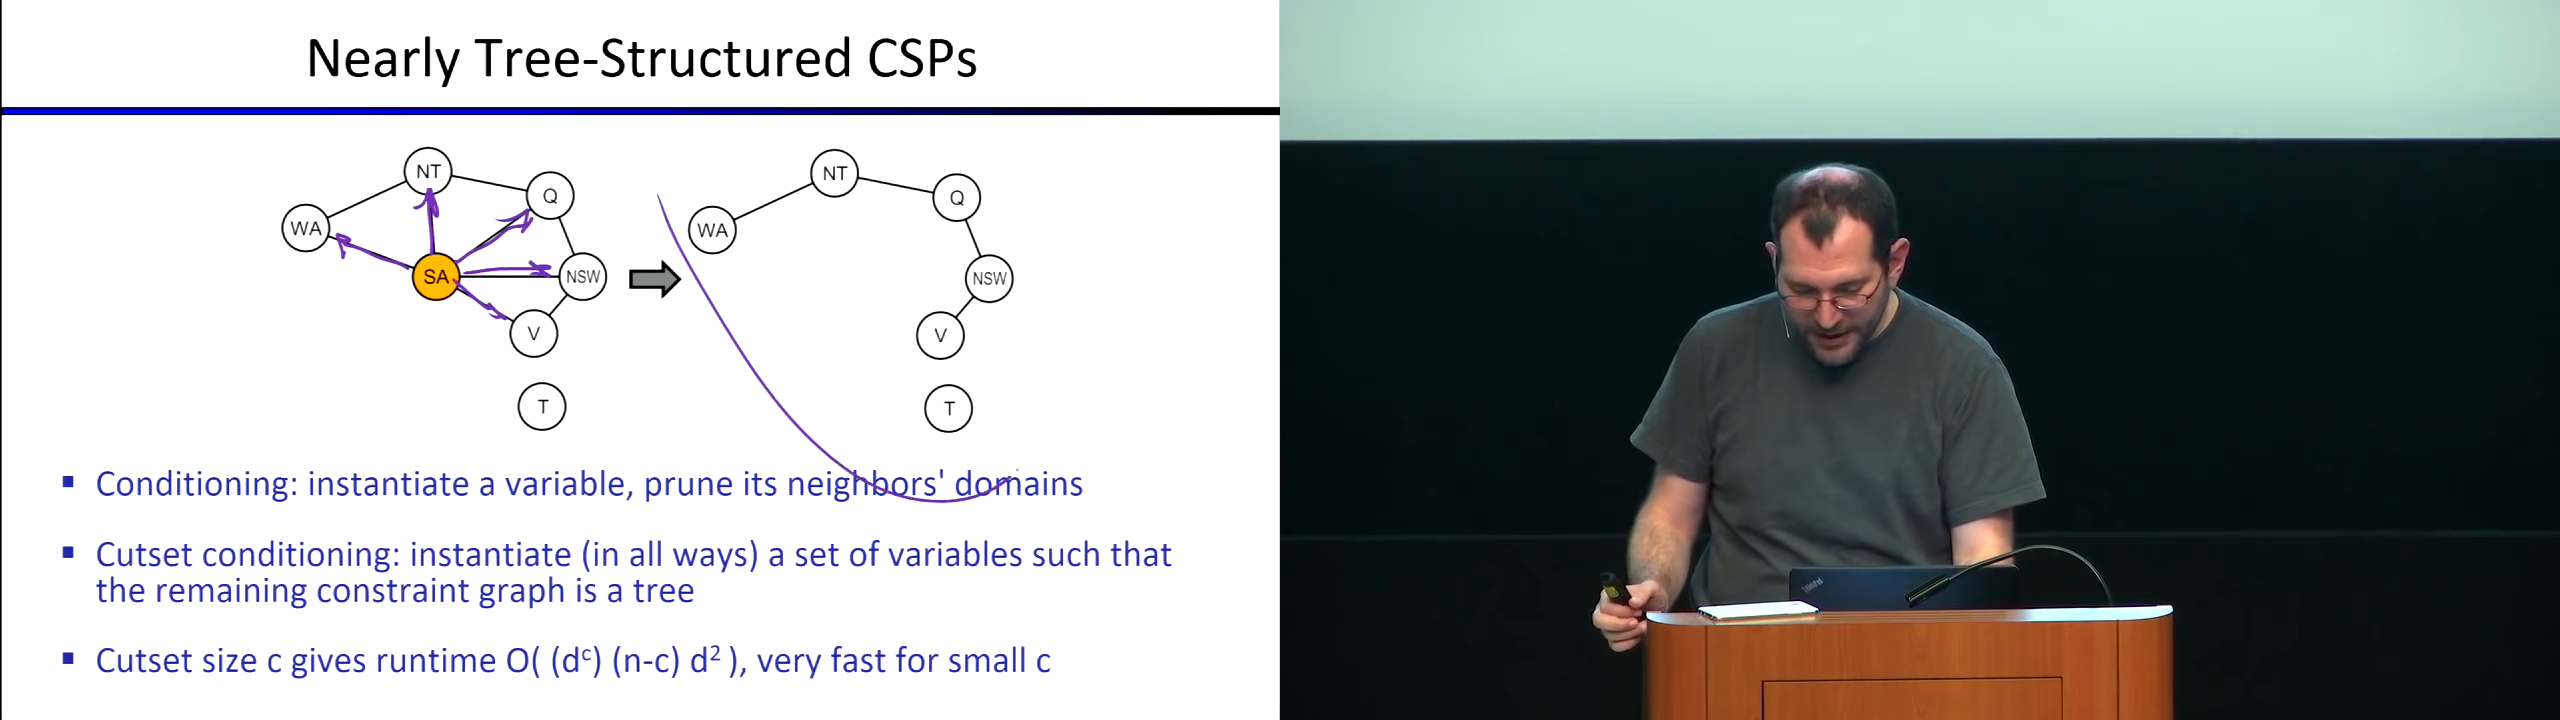 Nearly Tree-Structured CSPs
NT
Q
WA
SA
NSW
V
T
NT
Q
WA
NSW
V
T
▪ Conditioning: instantiate a variable, prune its neighbors' domains
▪ Cutset conditioning: instantiate (in all ways) a set of variables such that
the remaining constraint graph is a tree
▪ Cutset size c gives runtime O( (dᶜ) (n-c) d² ), very fast for small c
ThinkPad